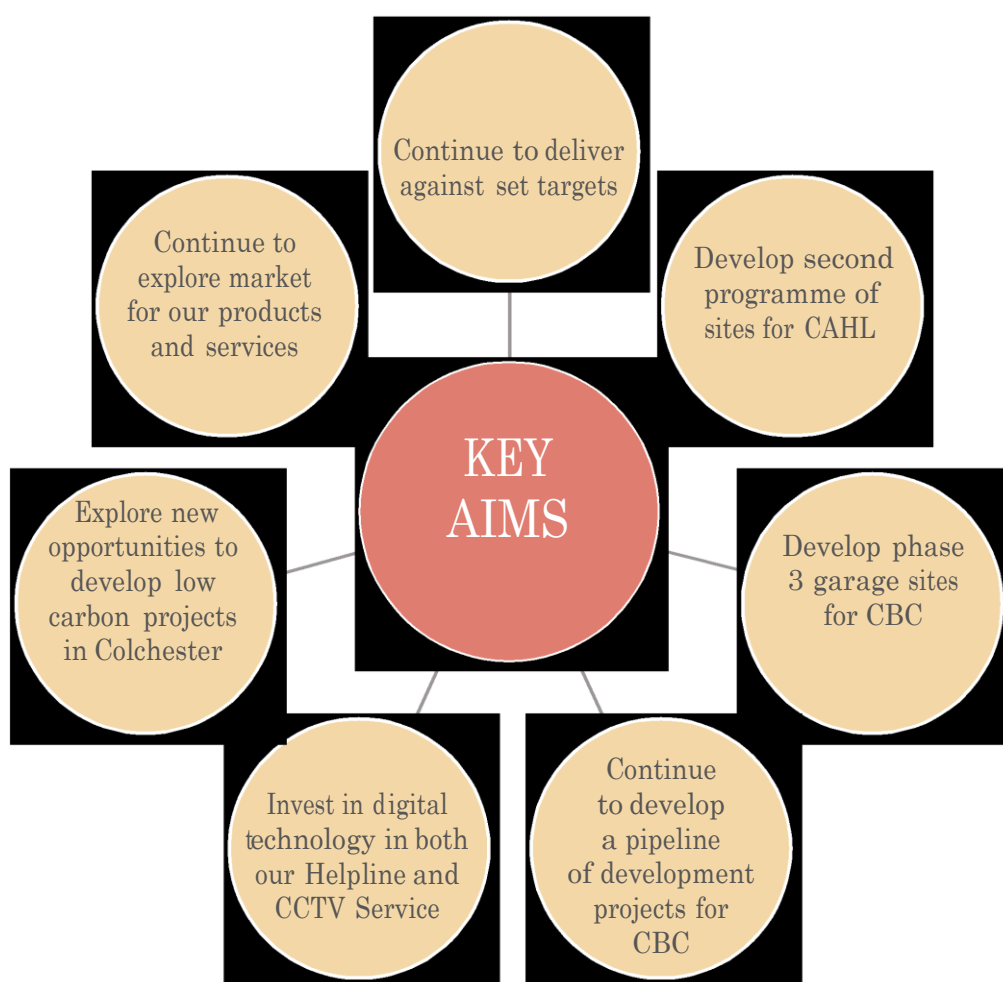 KEY
AIMS
Continue to deliver
against set targets
Develop second
programme of
sites for CAHL
Develop phase
3 garage sites
for CBC
Continue
to develop
a pipeline
of development
projects for
CBC
Invest in digital
technology in both
our Helpline and
CCTV Service
Explore new
opportunities to
develop low
carbon projects
in Colchester
Continue to
explore market
for our products
and services